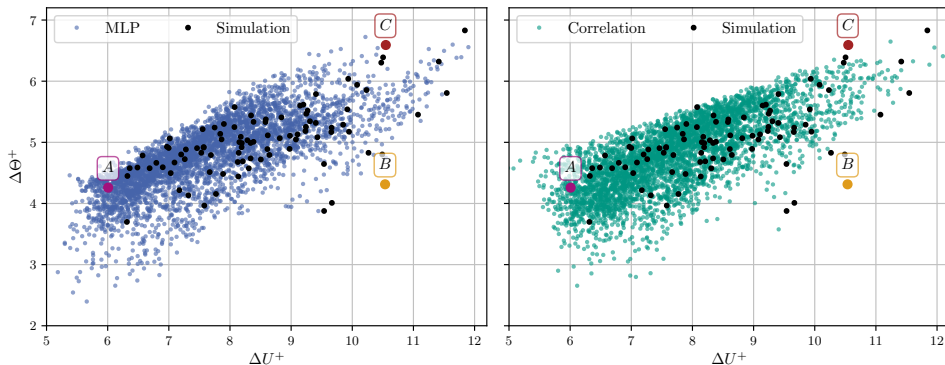 MLP Simulation
C
A
B
7
6
5
4
3
2
ΔΘ⁺
5 6 7 8 9 10 11 12
ΔU⁺
Correlation Simulation
C
A
B
5 6 7 8 9 10 11 12
ΔU⁺